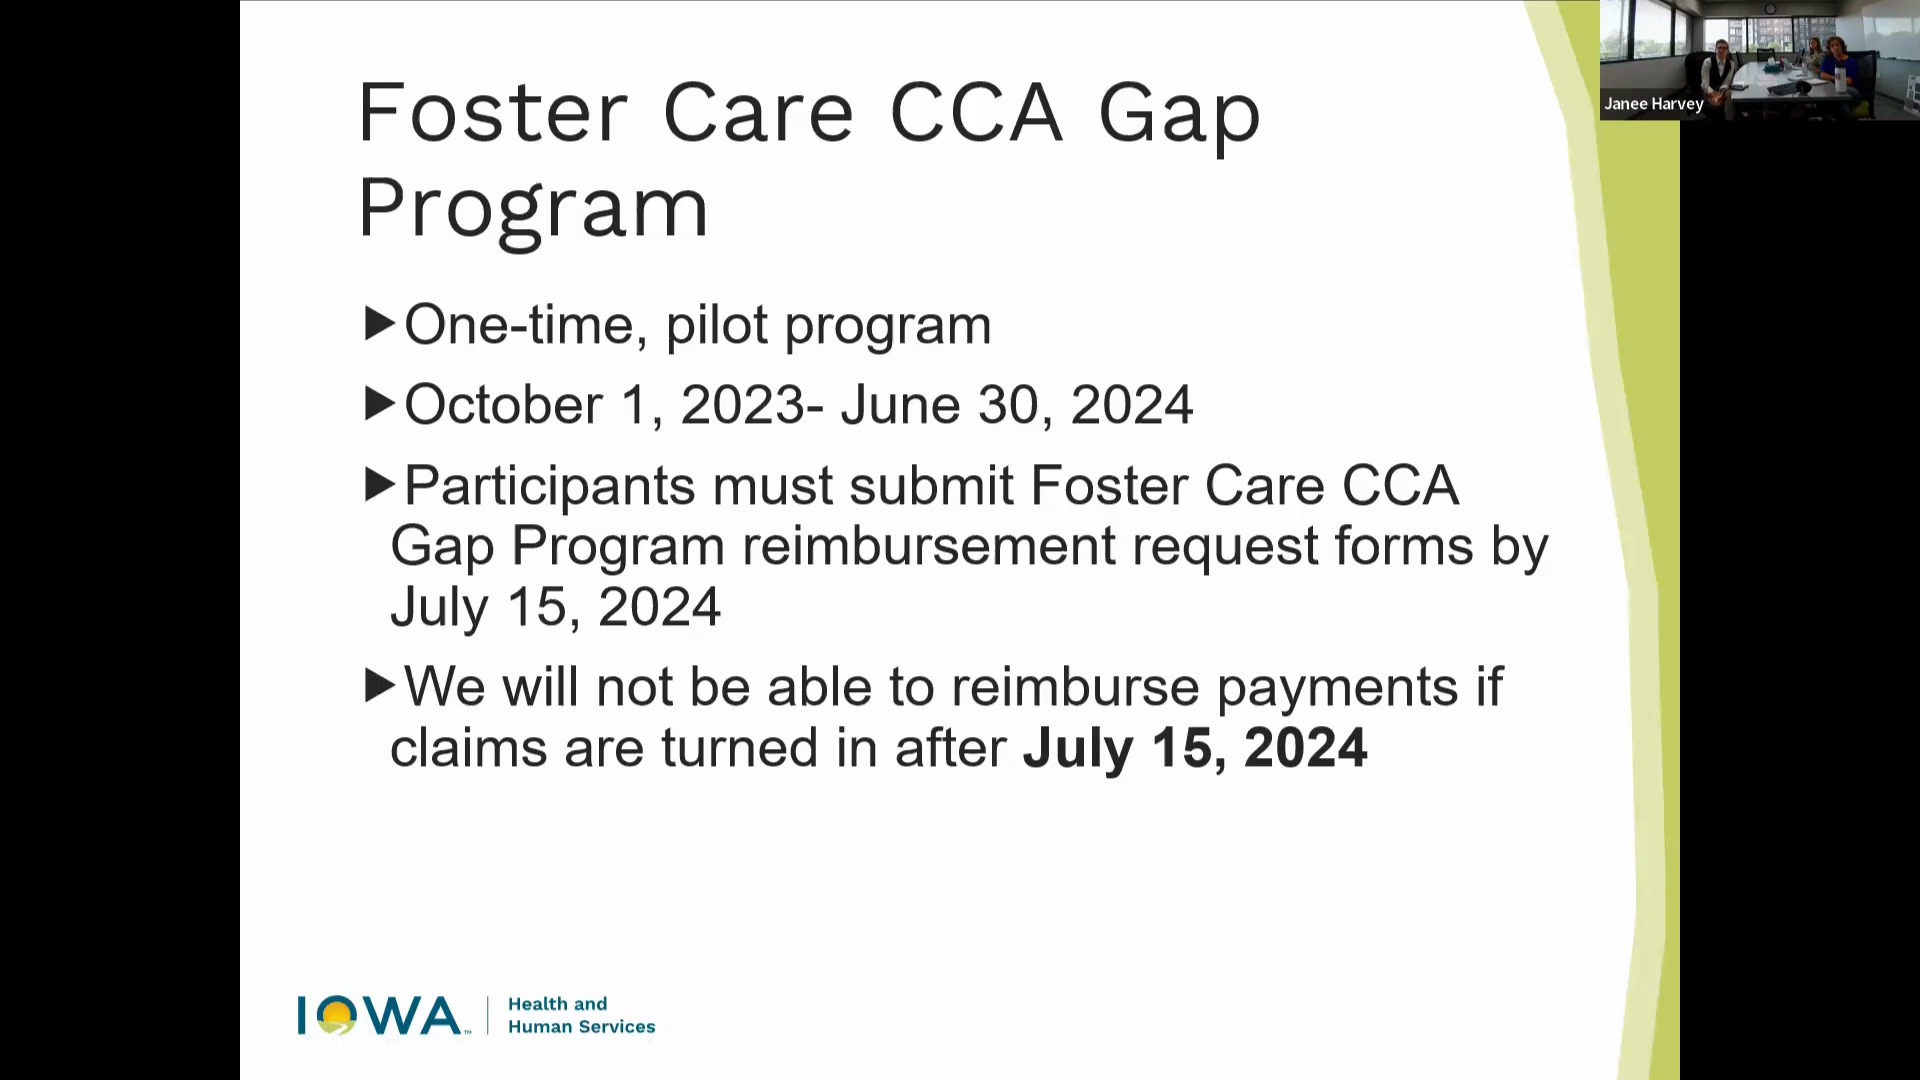 Foster Care CCA Gap
Program
▶One-time, pilot program
▶October 1, 2023- June 30, 2024
▶Participants must submit Foster Care CCA
Gap Program reimbursement request forms by
July 15, 2024
▶We will not be able to reimburse payments if
claims are turned in after July 15, 2024
IOWA™
Health and
Human Services
Janee Harvey